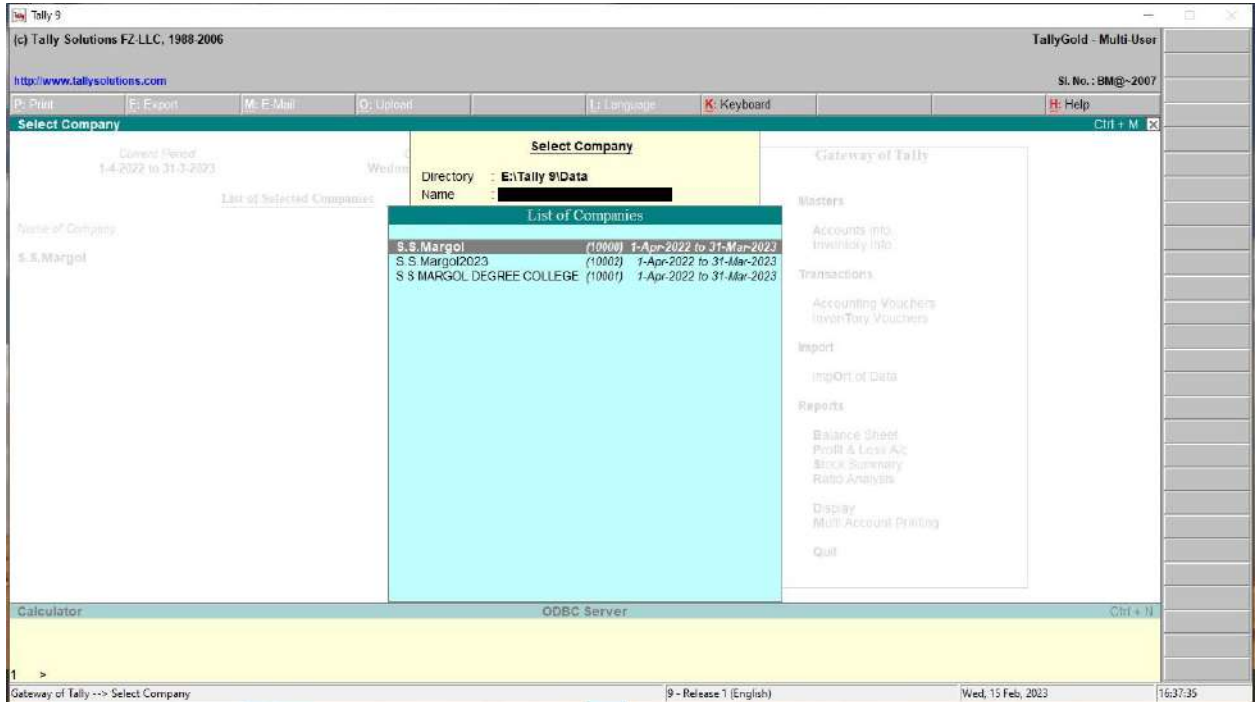 Tally 9
(c) Tally Solutions FZ-LLC, 1988-2006
TallyGold - Multi-User
http://www.tallysolutions.com
Sl. No.: BM@~2007
P: Print E: Export M: E-Mail O: Upload L: Language K: Keyboard H: Help
Select Company Ctrl + M
Current Period
1-4-2022 to 31-3-2023
List of Selected Companies
Name of Company
S.S.Margol
Select Company
Directory : E:\Tally 9\Data
Name :
List of Companies
S.S.Margol (10000) 1-Apr-2022 to 31-Mar-2023
S.S.Margol2023 (10002) 1-Apr-2022 to 31-Mar-2023
S S MARGOL DEGREE COLLEGE (10001) 1-Apr-2022 to 31-Mar-2023
Gateway of Tally
Masters
Accounts Info.
Inventory Info.
Transactions
Accounting Vouchers
InvenTory Vouchers
Import
impOrt of Data
Reports
Balance Sheet
Profit & Loss A/c
Stock Summary
Ratio Analysis
Display
Multi Account Printing
Quit
Calculator ODBC Server Ctrl + N
1 >
Gateway of Tally --> Select Company 9 - Release 1 (English) Wed, 15 Feb, 2023 16:37:35